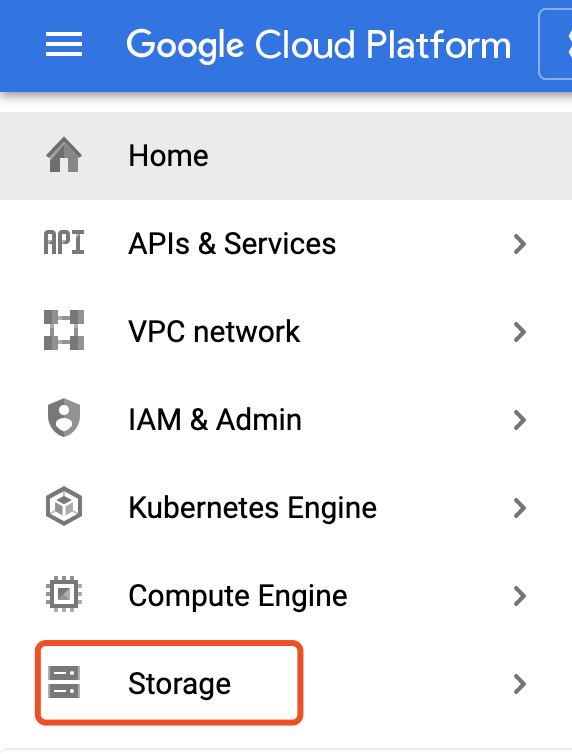 Google Cloud Platform
Home
API APIs & Services
VPC network
IAM & Admin
Kubernetes Engine
Compute Engine
Storage